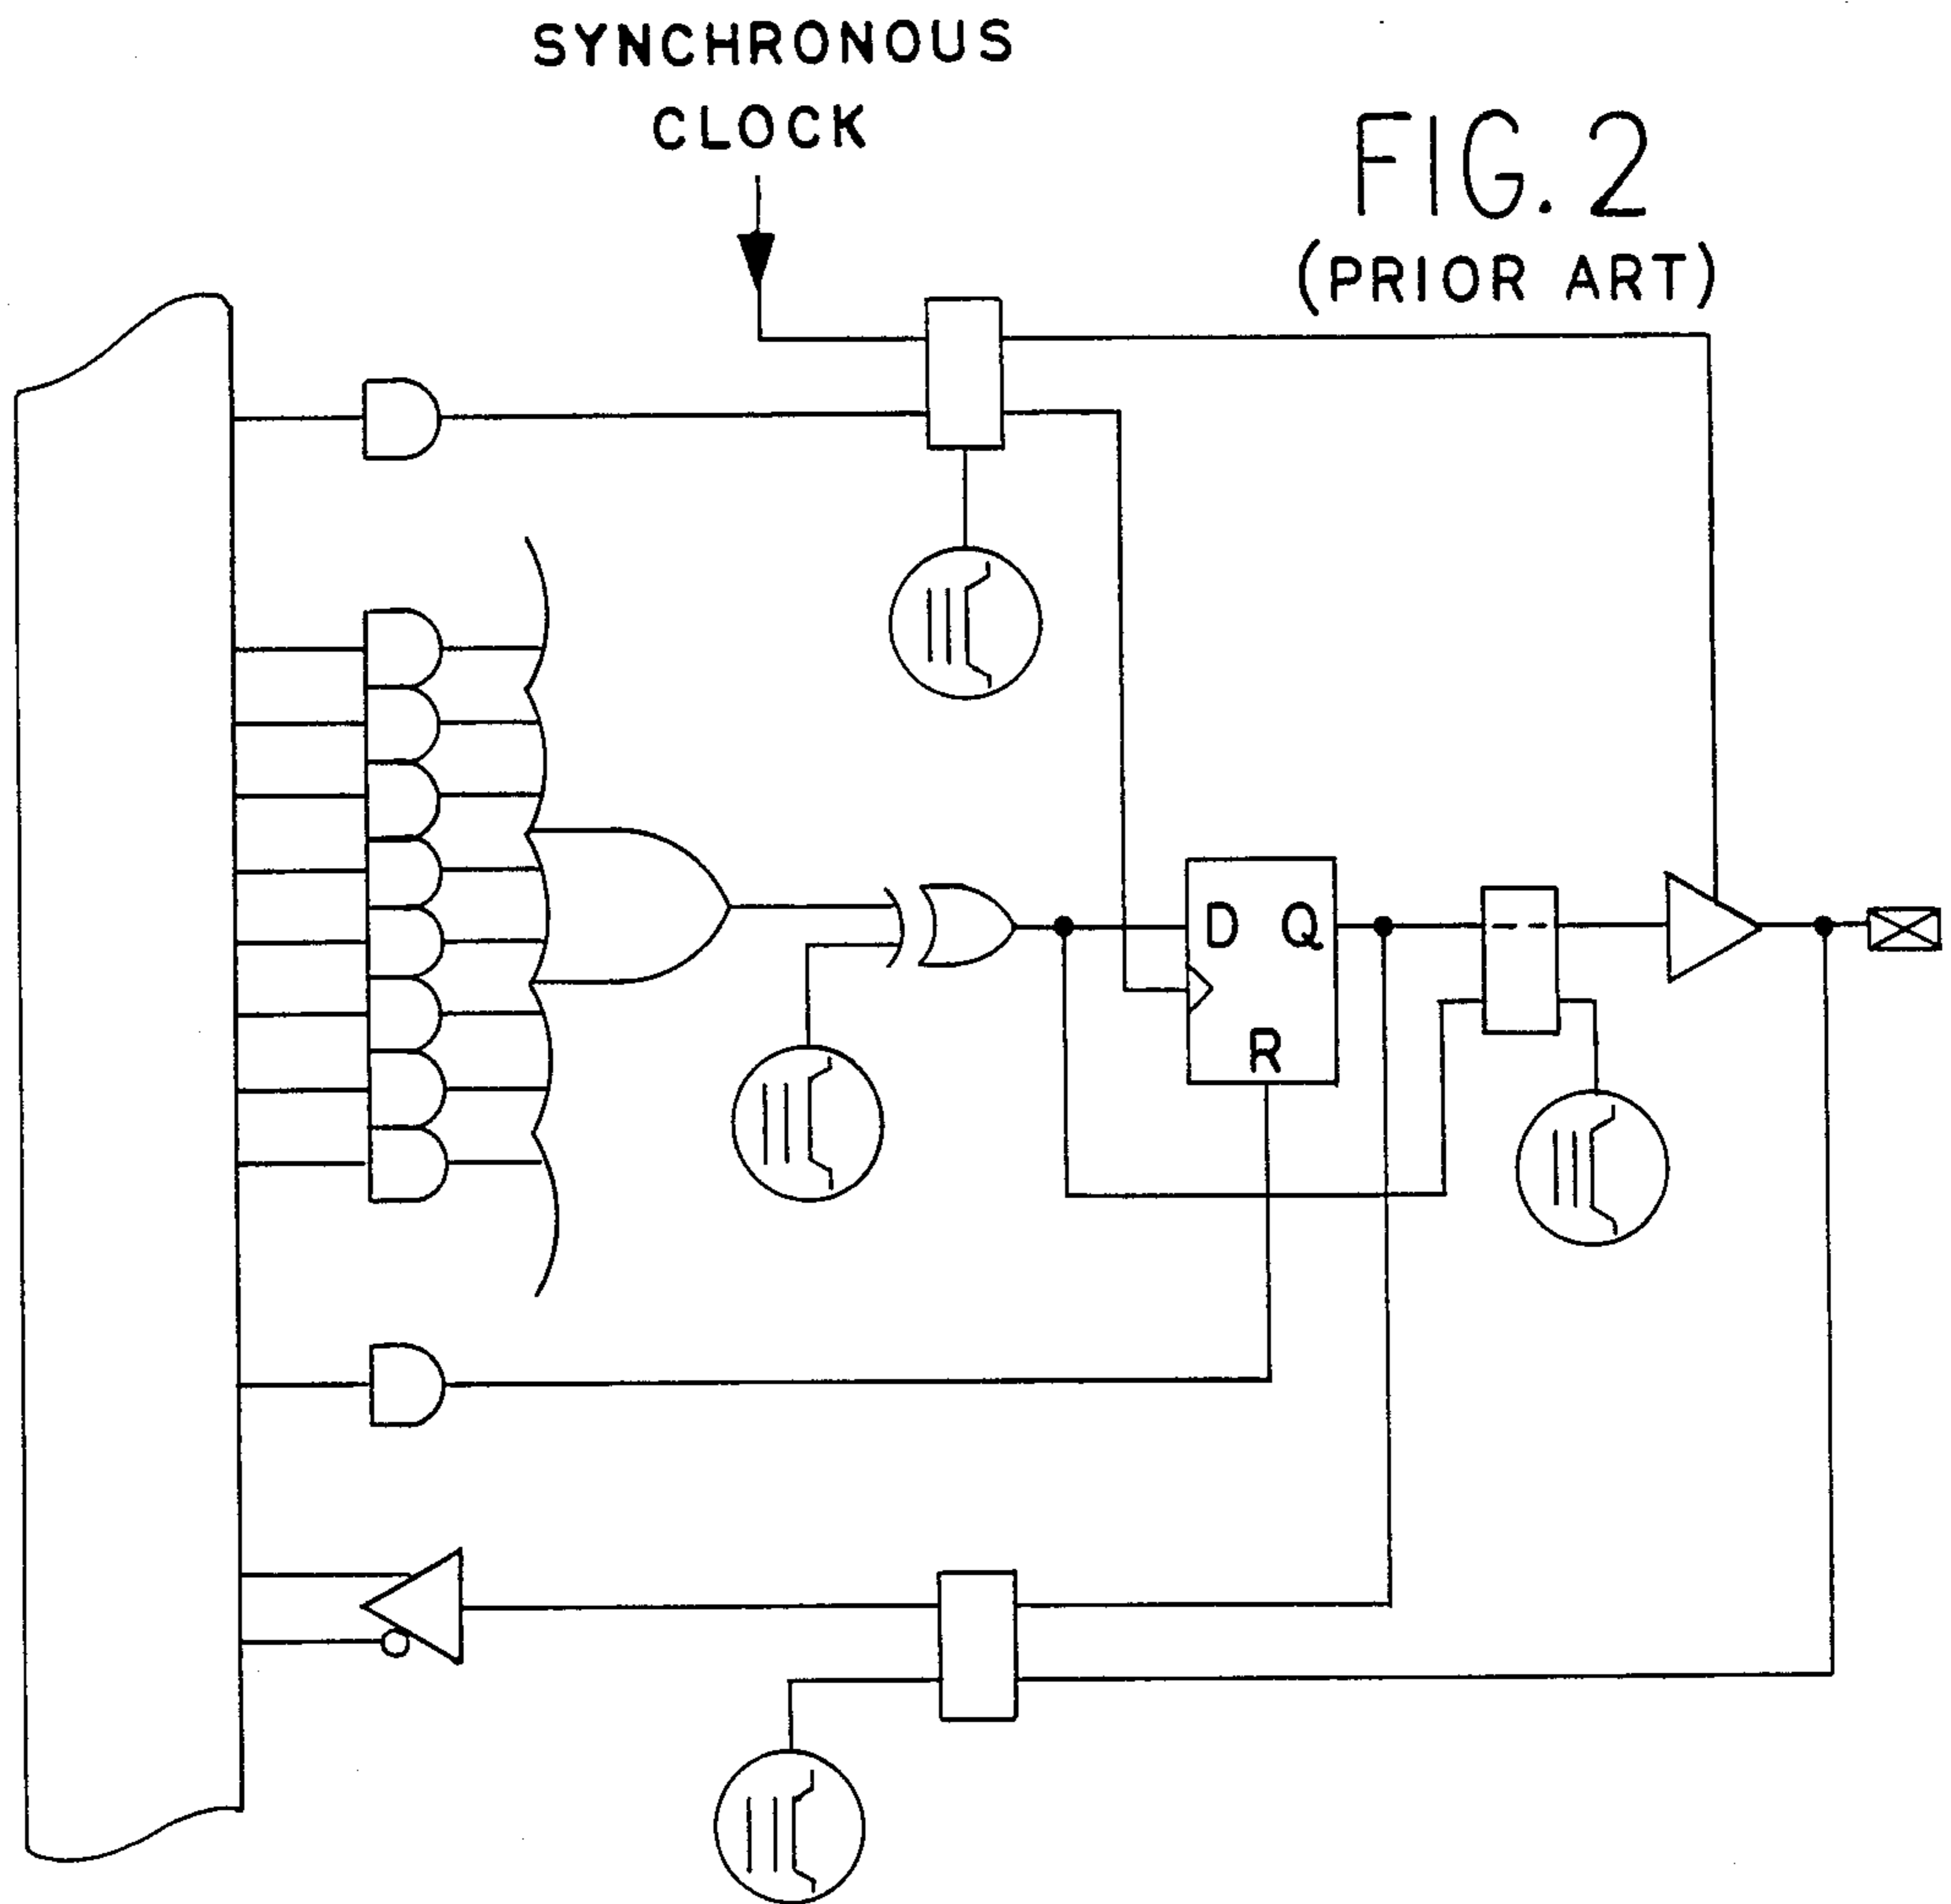 SYNCHRONOUS
CLOCK
FIG. 2
(PRIOR ART)
D Q
R